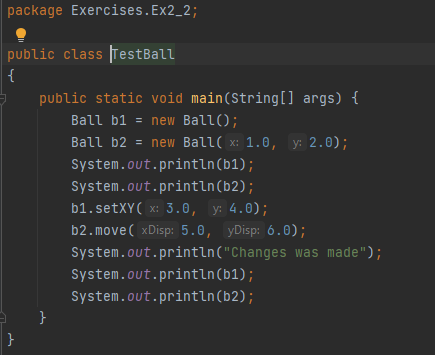 package Exercises.Ex2_2;
public class TestBall
{
    public static void main(String[] args) {
        Ball b1 = new Ball();
        Ball b2 = new Ball( x: 1.0, y: 2.0);
        System.out.println(b1);
        System.out.println(b2);
        b1.setXY( x: 3.0, y: 4.0);
        b2.move( xDisp: 5.0, yDisp: 6.0);
        System.out.println("Changes was made");
        System.out.println(b1);
        System.out.println(b2);
    }
}